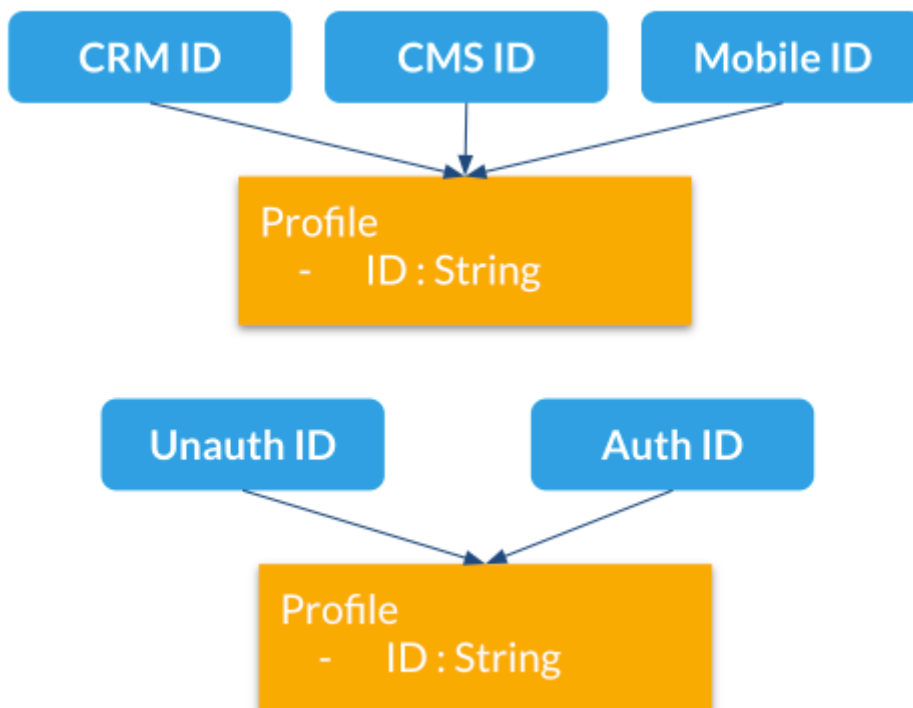 CRM ID
CMS ID
Mobile ID
Profile
- ID : String
Unauth ID
Auth ID
Profile
- ID : String